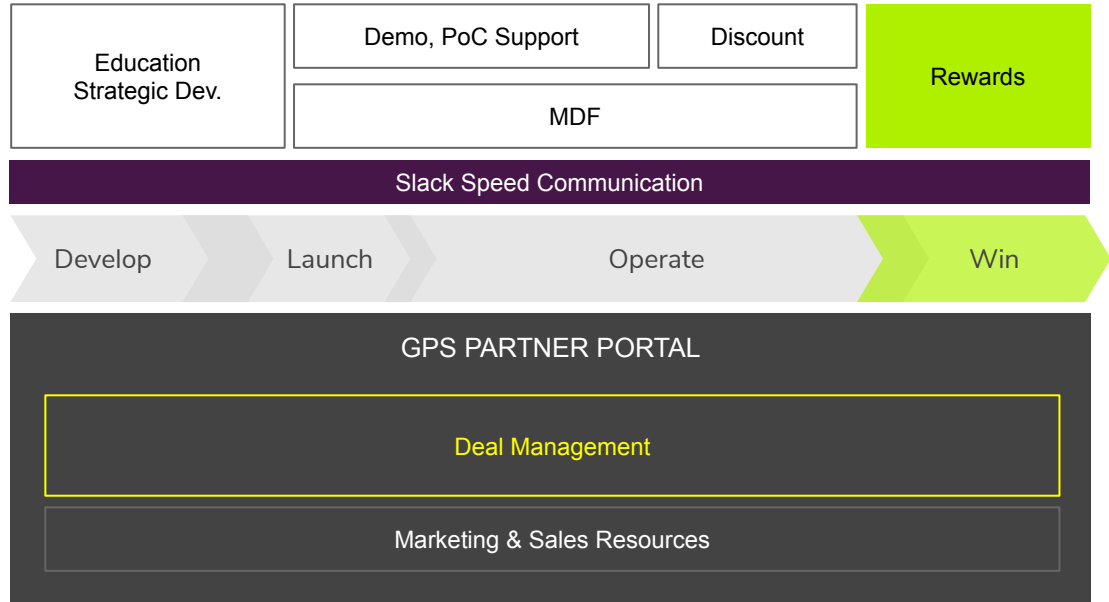 Education
Strategic Dev.
Demo, PoC Support
Discount
MDF
Rewards
Slack Speed Communication
Develop
Launch
Operate
Win
GPS PARTNER PORTAL
Deal Management
Marketing & Sales Resources